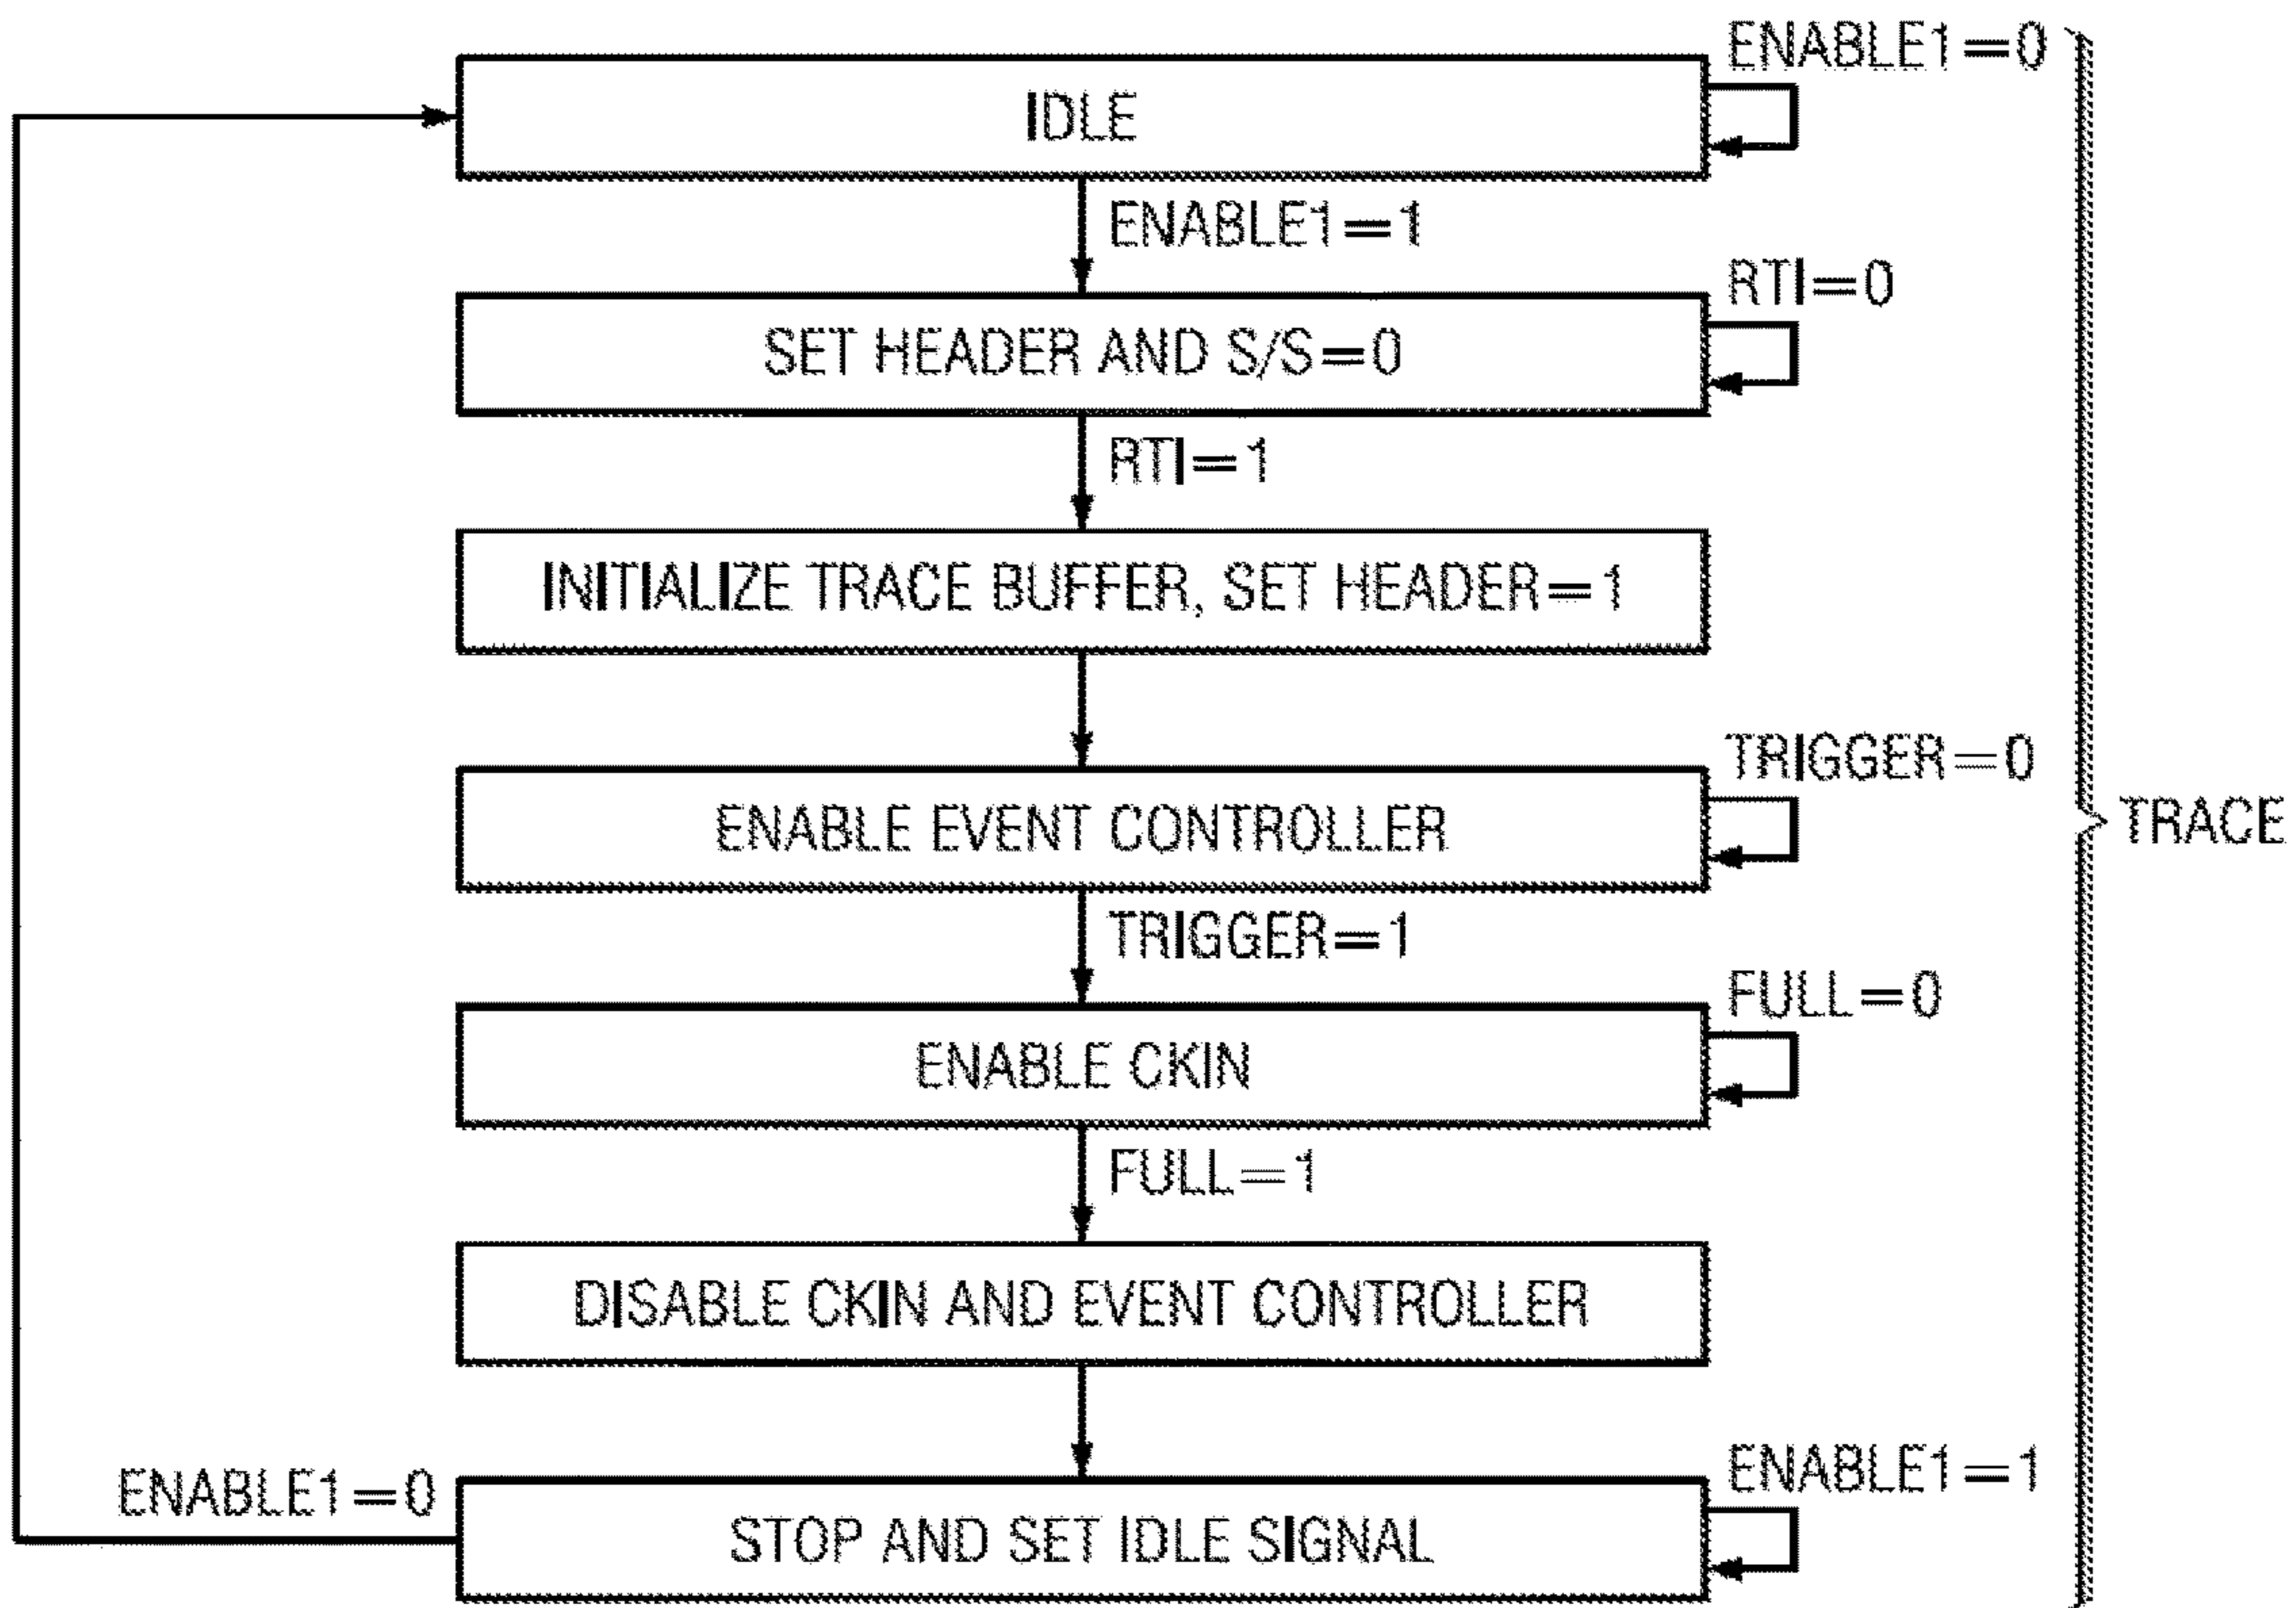 ENABLE1=0
IDLE
ENABLE1=1
RTI=0
SET HEADER AND S/S=0
RTI=1
INITIALIZE TRACE BUFFER, SET HEADER=1
TRIGGER=0
ENABLE EVENT CONTROLLER
TRACE
TRIGGER=1
FULL=0
ENABLE CKIN
FULL=1
DISABLE CKIN AND EVENT CONTROLLER
ENABLE1=0
ENABLE1=1
STOP AND SET IDLE SIGNAL